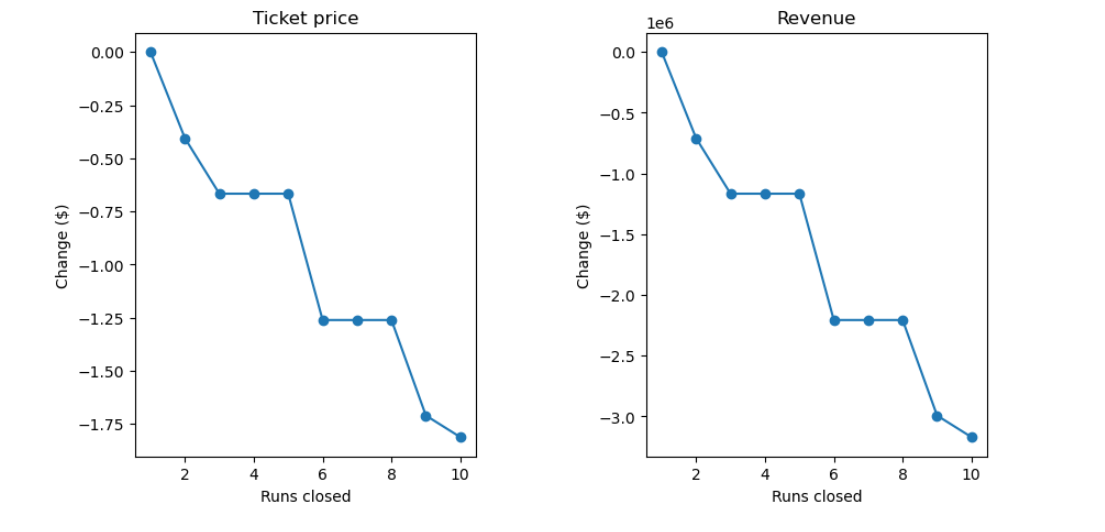 Ticket price
0.00
−0.25
−0.50
−0.75
−1.00
−1.25
−1.50
−1.75
Change ($)
2 4 6 8 10
Runs closed
Revenue
1e6
0.0
−0.5
−1.0
−1.5
−2.0
−2.5
−3.0
Change ($)
2 4 6 8 10
Runs closed